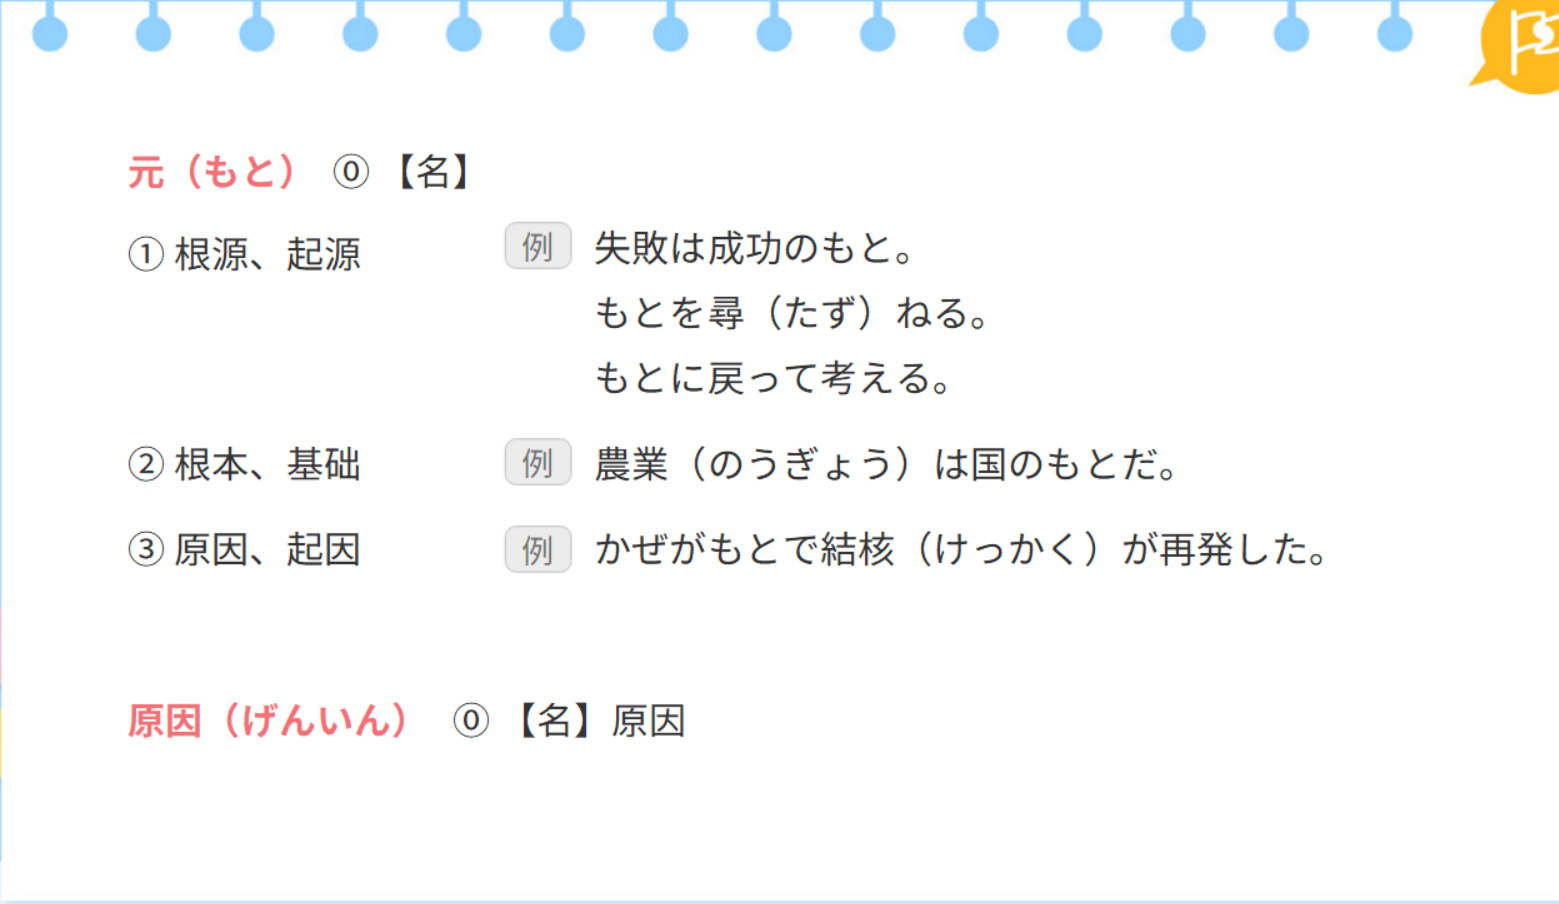 元（もと） ⓪ 【名】
① 根源、起源 例 失敗は成功のもと。
もとを尋（たず）ねる。
もとに戻って考える。
② 根本、基础 例 農業（のうぎょう）は国のもとだ。
③ 原因、起因 例 かぜがもとで結核（けっかく）が再発した。
原因（げんいん） ⓪ 【名】原因